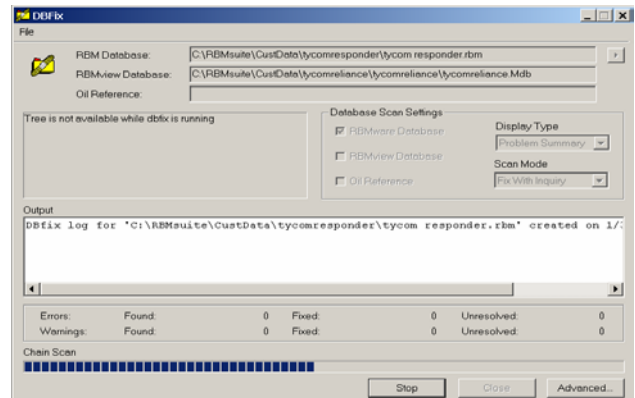 DBFix
File
RBM Database: C:\RBMsuite\CustData\tycomresponder\tycom responder.rbm
RBMview Database: C:\RBMsuite\CustData\tycomreliance\tycomreliance.Mdb
Oil Reference:
Tree is not available while dbfix is running
Database Scan Settings
RBMware Database
RBMview Database
Oil Reference
Display Type
Problem Summary
Scan Mode
Fix With Inquiry
Output
DBfix log for 'C:\RBMsuite\CustData\tycomresponder\tycom responder.rbm' created on 1/3
Errors: Found: 0 Fixed: 0 Unresolved: 0
Warnings: Found: 0 Fixed: 0 Unresolved: 0
Chain Scan
Stop Close Advanced...